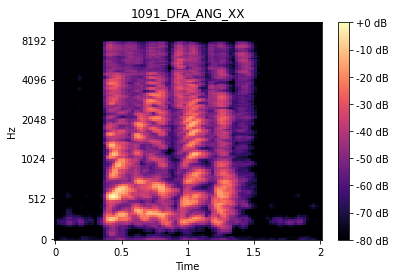 1091_DFA_ANG_XX
+0 dB
8192
-10 dB
4096
-20 dB
-30 dB
2048
Hz
-40 dB
1024
-50 dB
512
-60 dB
-70 dB
0
-80 dB
0
0.5
1
1.5
2
Time